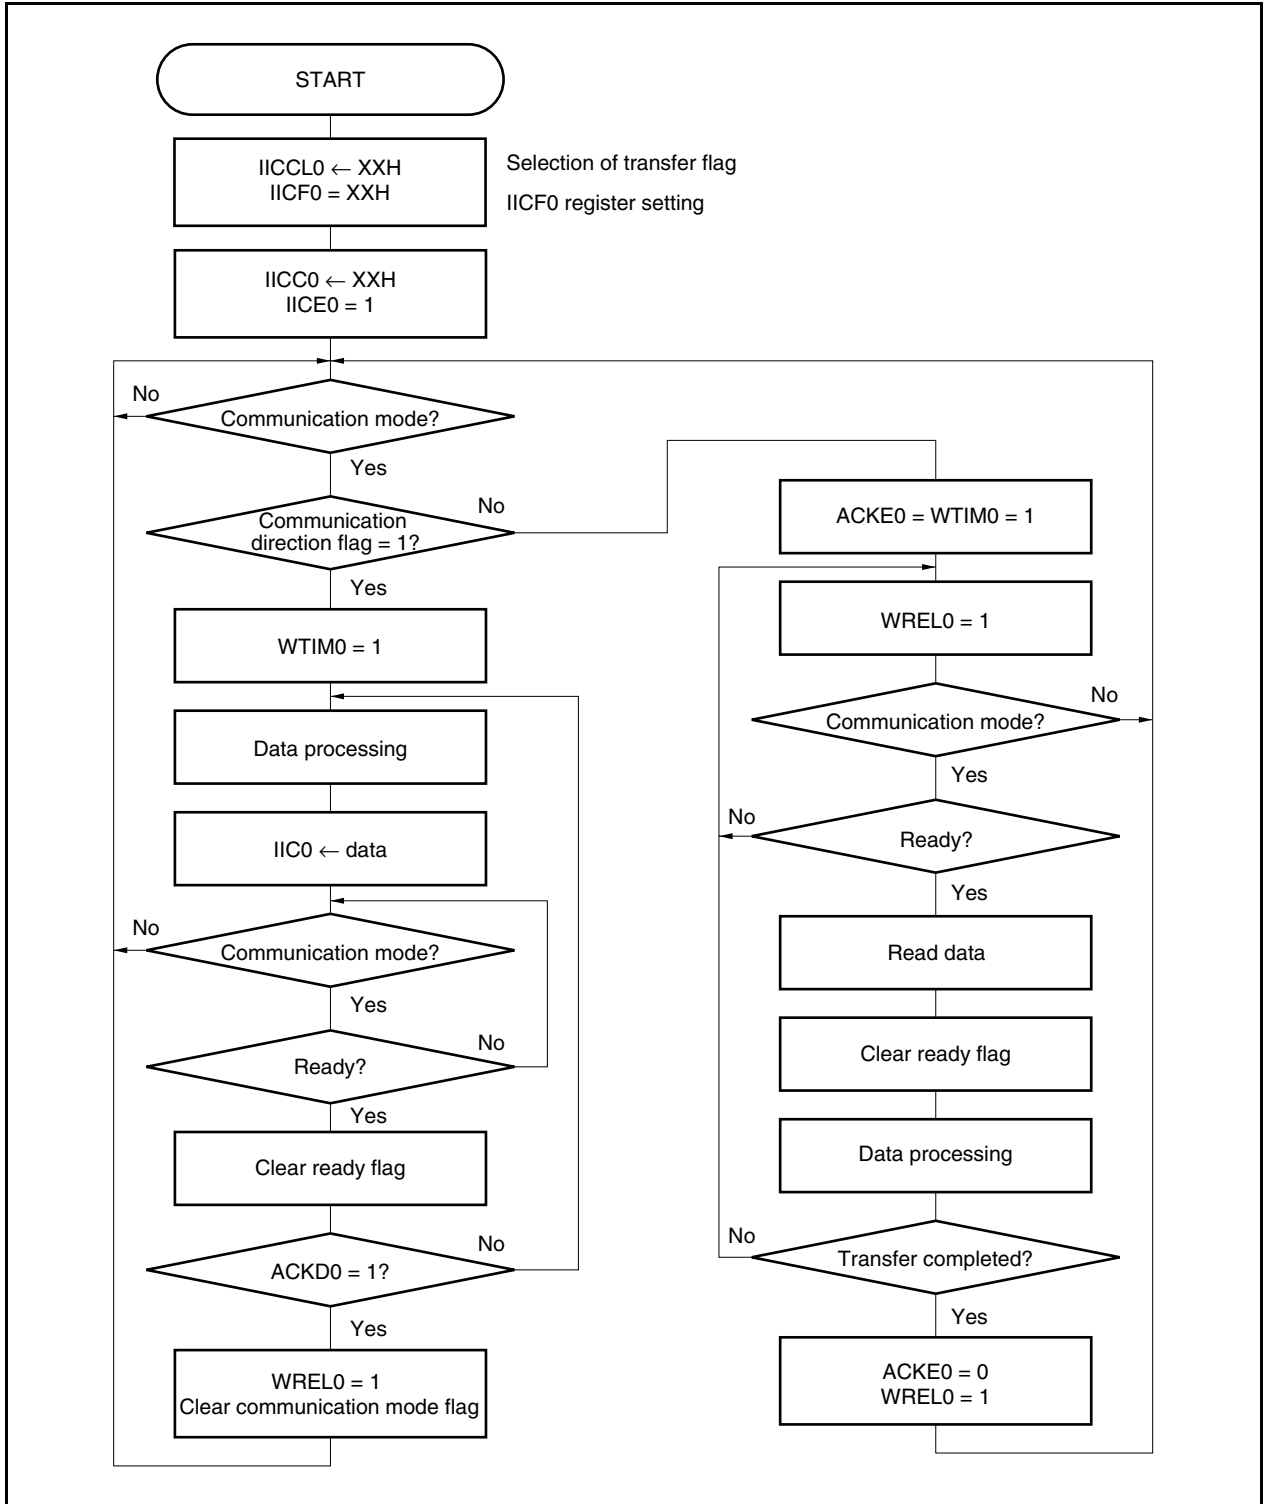 START
IICCL0 ← XXH
IICF0 = XXH
Selection of transfer flag
IICF0 register setting
IICC0 ← XXH
IICE0 = 1
No
Communication mode?
Yes
Communication
direction flag = 1?
No
Yes
WTIM0 = 1
Data processing
IIC0 ← data
No
Communication mode?
Yes
Ready?
No
Yes
Clear ready flag
ACKD0 = 1?
No
Yes
WREL0 = 1
Clear communication mode flag
ACKE0 = WTIM0 = 1
WREL0 = 1
Communication mode?
No
Yes
No
Ready?
Yes
Read data
Clear ready flag
Data processing
No
Transfer completed?
Yes
ACKE0 = 0
WREL0 = 1